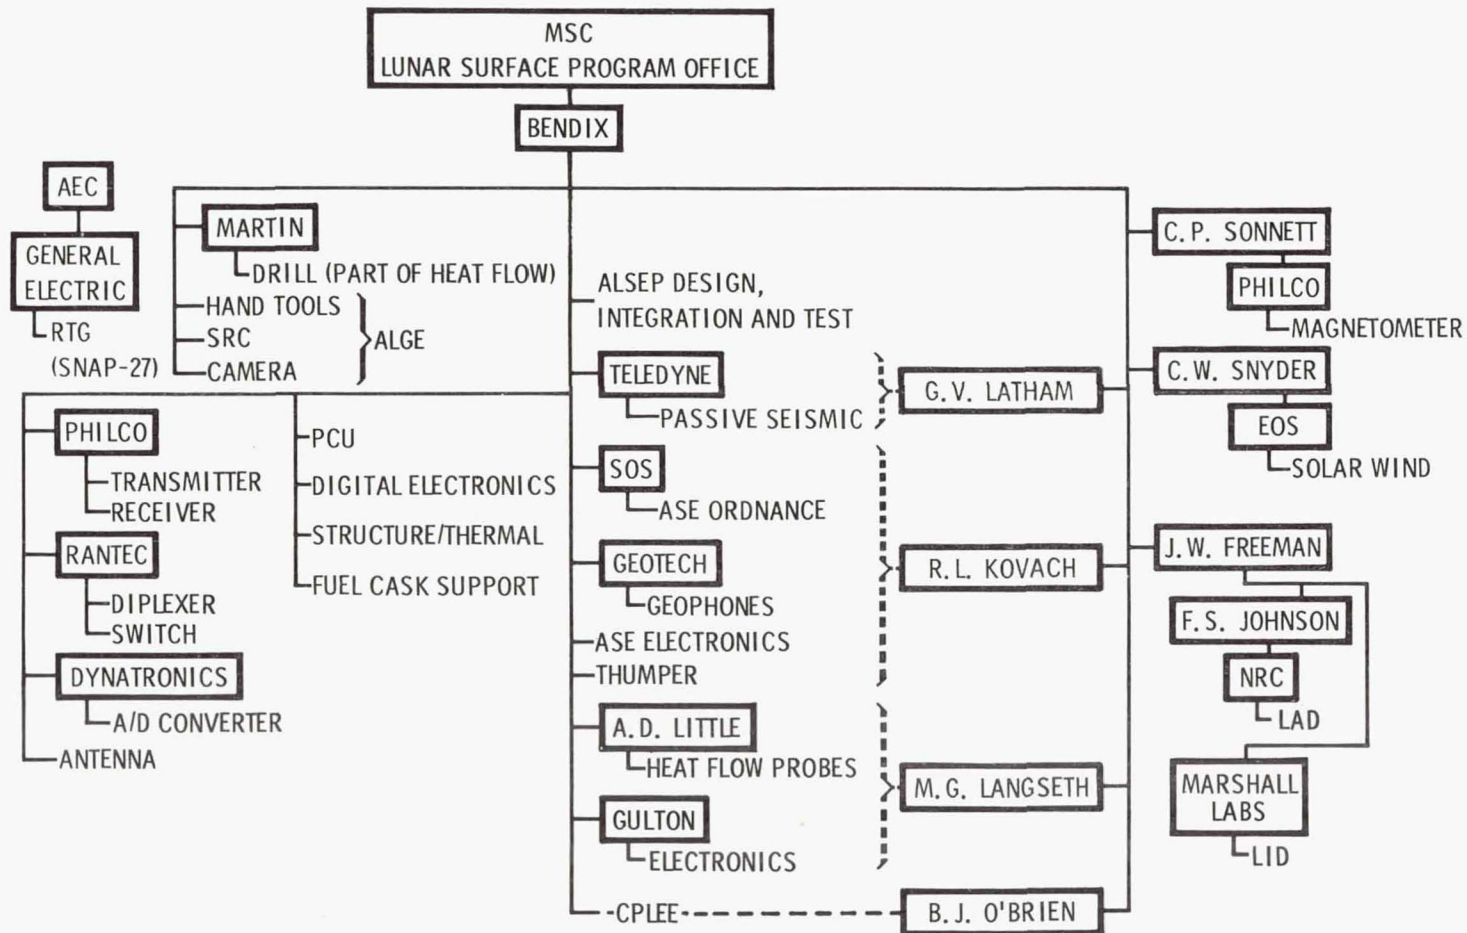 MSC
LUNAR SURFACE PROGRAM OFFICE
BENDIX
AEC
GENERAL
ELECTRIC
RTG
(SNAP-27)
MARTIN
DRILL (PART OF HEAT FLOW)
HAND TOOLS
SRC
CAMERA
ALGE
PHILCO
TRANSMITTER
RECEIVER
RANTEC
DIPLEXER
SWITCH
DYNATRONICS
A/D CONVERTER
ANTENNA
PCU
DIGITAL ELECTRONICS
STRUCTURE/THERMAL
FUEL CASK SUPPORT
ALSEP DESIGN,
INTEGRATION AND TEST
TELEDYNE
PASSIVE SEISMIC
SOS
ASE ORDNANCE
GEOTECH
GEOPHONES
ASE ELECTRONICS
THUMPER
A.D. LITTLE
HEAT FLOW PROBES
GULTON
ELECTRONICS
CPLEE
G.V. LATHAM
R.L. KOVACH
M.G. LANGSETH
B.J. O'BRIEN
C.P. SONNETT
PHILCO
MAGNETOMETER
C.W. SNYDER
EOS
SOLAR WIND
J.W. FREEMAN
F.S. JOHNSON
NRC
LAD
MARSHALL
LABS
LID